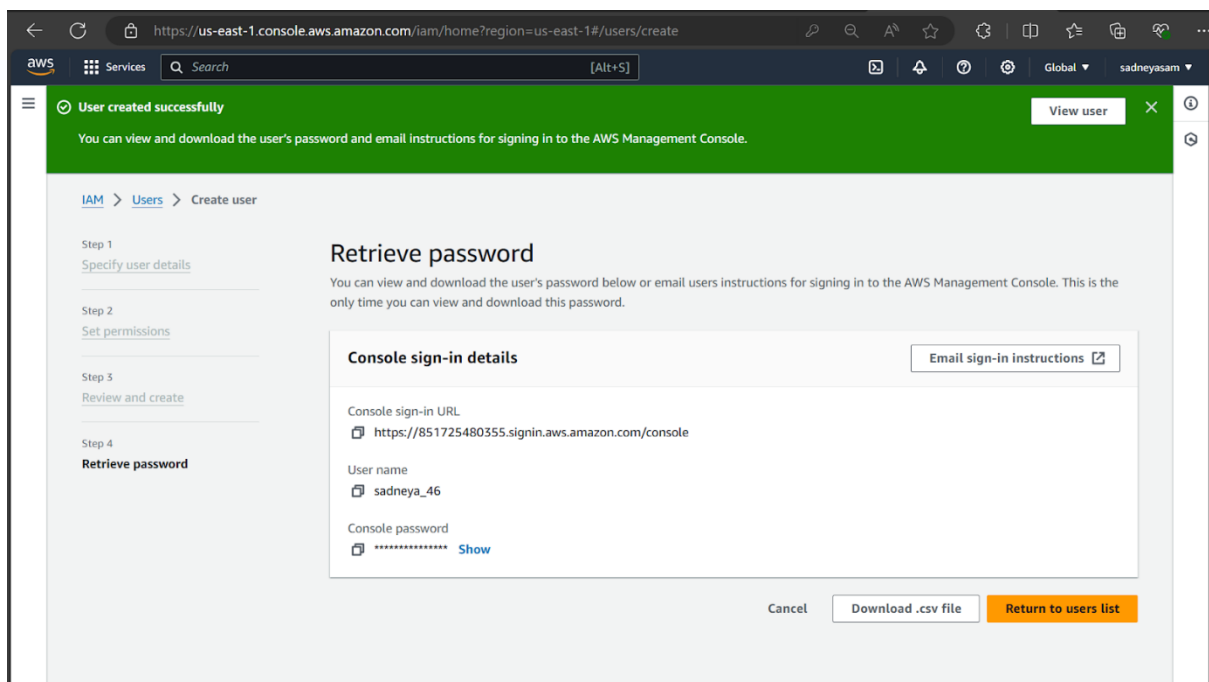 https://us-east-1.console.aws.amazon.com/iam/home?region=us-east-1#/users/create
aws Services Search [Alt+S] Global sadneyasam
User created successfully View user
You can view and download the user's password and email instructions for signing in to the AWS Management Console.
IAM > Users > Create user
Step 1
Specify user details
Step 2
Set permissions
Step 3
Review and create
Step 4
Retrieve password
Retrieve password
You can view and download the user's password below or email users instructions for signing in to the AWS Management Console. This is the
only time you can view and download this password.
Console sign-in details Email sign-in instructions
Console sign-in URL
https://851725480355.signin.aws.amazon.com/console
User name
sadneya_46
Console password
*************** Show
Cancel Download .csv file Return to users list